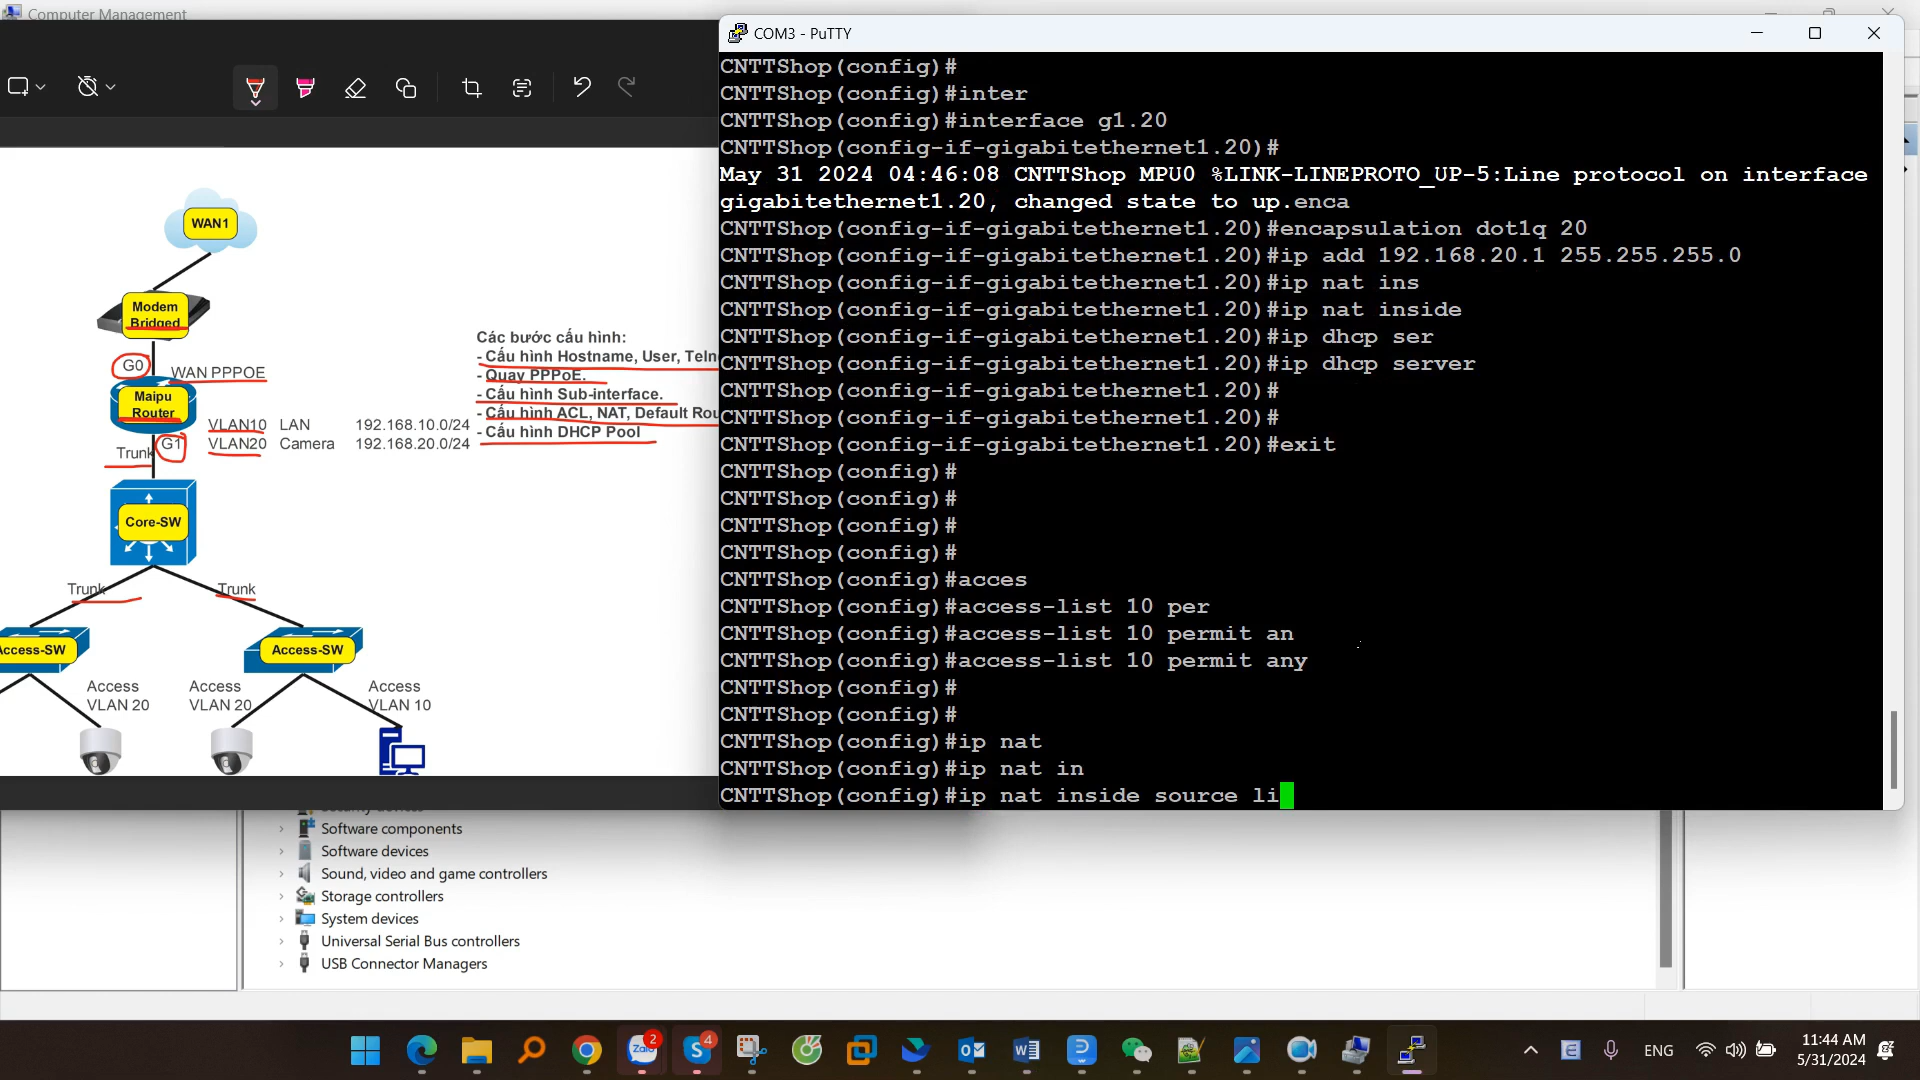 Computer Management
WAN1
Modem
Bridged
G0
WAN PPPOE
Maipu
Router
VLAN10 LAN 192.168.10.0/24
G1
VLAN20 Camera 192.168.20.0/24
Trunk
Core-SW
Trunk
Trunk
Access-SW
Access
VLAN 20
Access
VLAN 20
Access
VLAN 10
Các bước cấu hình:
- Cấu hình Hostname, User, Teln
- Quay PPPoE.
- Cấu hình Sub-interface.
- Cấu hình ACL, NAT, Default Rou
- Cấu hình DHCP Pool
COM3 - PuTTY
CNTTShop(config)#
CNTTShop(config)#inter
CNTTShop(config)#interface g1.20
CNTTShop(config-if-gigabitethernet1.20)#
May 31 2024 04:46:08 CNTTShop MPU0 %LINK-LINEPROTO_UP-5:Line protocol on interface
gigabitethernet1.20, changed state to up.enca
CNTTShop(config-if-gigabitethernet1.20)#encapsulation dot1q 20
CNTTShop(config-if-gigabitethernet1.20)#ip add 192.168.20.1 255.255.255.0
CNTTShop(config-if-gigabitethernet1.20)#ip nat ins
CNTTShop(config-if-gigabitethernet1.20)#ip nat inside
CNTTShop(config-if-gigabitethernet1.20)#ip dhcp ser
CNTTShop(config-if-gigabitethernet1.20)#ip dhcp server
CNTTShop(config-if-gigabitethernet1.20)#
CNTTShop(config-if-gigabitethernet1.20)#
CNTTShop(config-if-gigabitethernet1.20)#exit
CNTTShop(config)#
CNTTShop(config)#
CNTTShop(config)#
CNTTShop(config)#
CNTTShop(config)#acces
CNTTShop(config)#access-list 10 per
CNTTShop(config)#access-list 10 permit an
CNTTShop(config)#access-list 10 permit any
CNTTShop(config)#
CNTTShop(config)#
CNTTShop(config)#ip nat
CNTTShop(config)#ip nat in
CNTTShop(config)#ip nat inside source li
Software components
Software devices
Sound, video and game controllers
Storage controllers
System devices
Universal Serial Bus controllers
USB Connector Managers
Zalo
2
4
ENG
11:44 AM
5/31/2024